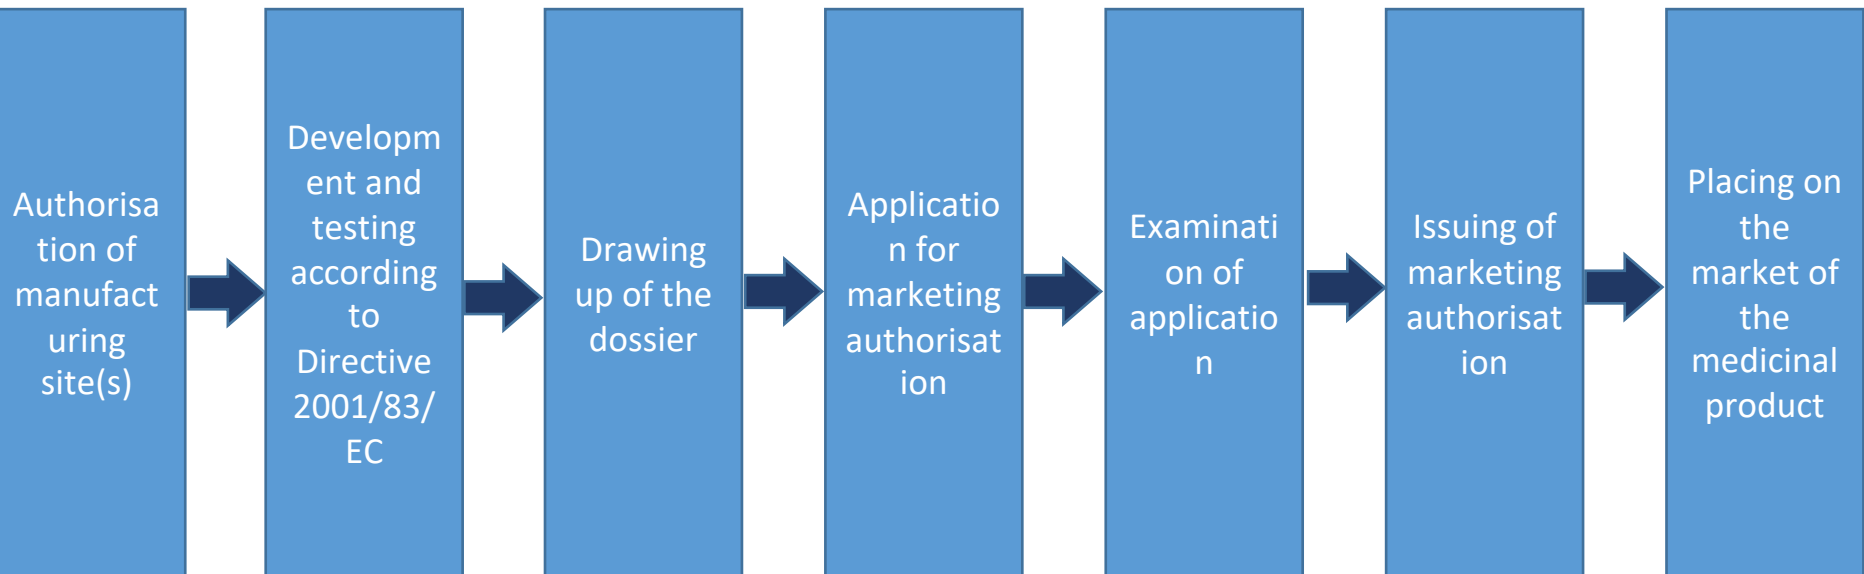 Authorisa
tion of
manufact
uring
site(s)
Developm
ent and
testing
according
to
Directive
2001/83/
EC
Drawing
up of the
dossier
Applicatio
n for
marketing
authorisat
ion
Examinati
on of
applicatio
n
Issuing of
marketing
authorisat
ion
Placing on
the
market of
the
medicinal
product